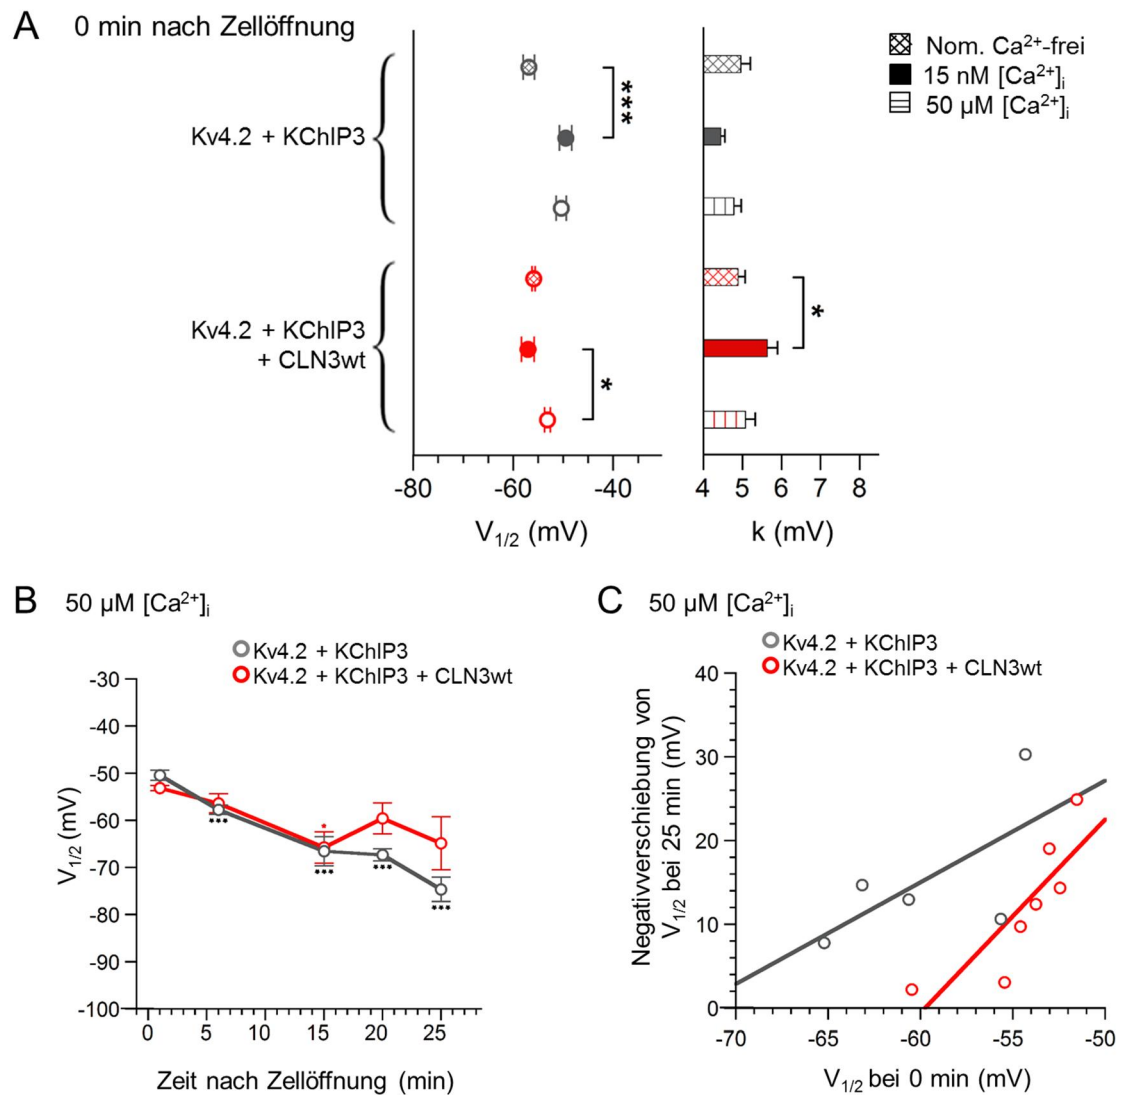 A 0 min nach Zellöffnung
Nom. Ca²⁺-frei
15 nM [Ca²⁺]ᵢ
50 µM [Ca²⁺]ᵢ
Kv4.2 + KChIP3
***
Kv4.2 + KChIP3
+ CLN3wt
*
*
-80 -60 -40
V₁/₂ (mV)
4 5 6 7 8
k (mV)
B 50 µM [Ca²⁺]ᵢ
Kv4.2 + KChIP3
Kv4.2 + KChIP3 + CLN3wt
-30
-40
-50
-60
-70
-80
-90
-100
V₁/₂ (mV)
***
*
***
***
***
0 5 10 15 20 25
Zeit nach Zellöffnung (min)
C 50 µM [Ca²⁺]ᵢ
Kv4.2 + KChIP3
Kv4.2 + KChIP3 + CLN3wt
Negativverschiebung von
V₁/₂ bei 25 min (mV)
40
30
20
10
0
-70 -65 -60 -55 -50
V₁/₂ bei 0 min (mV)